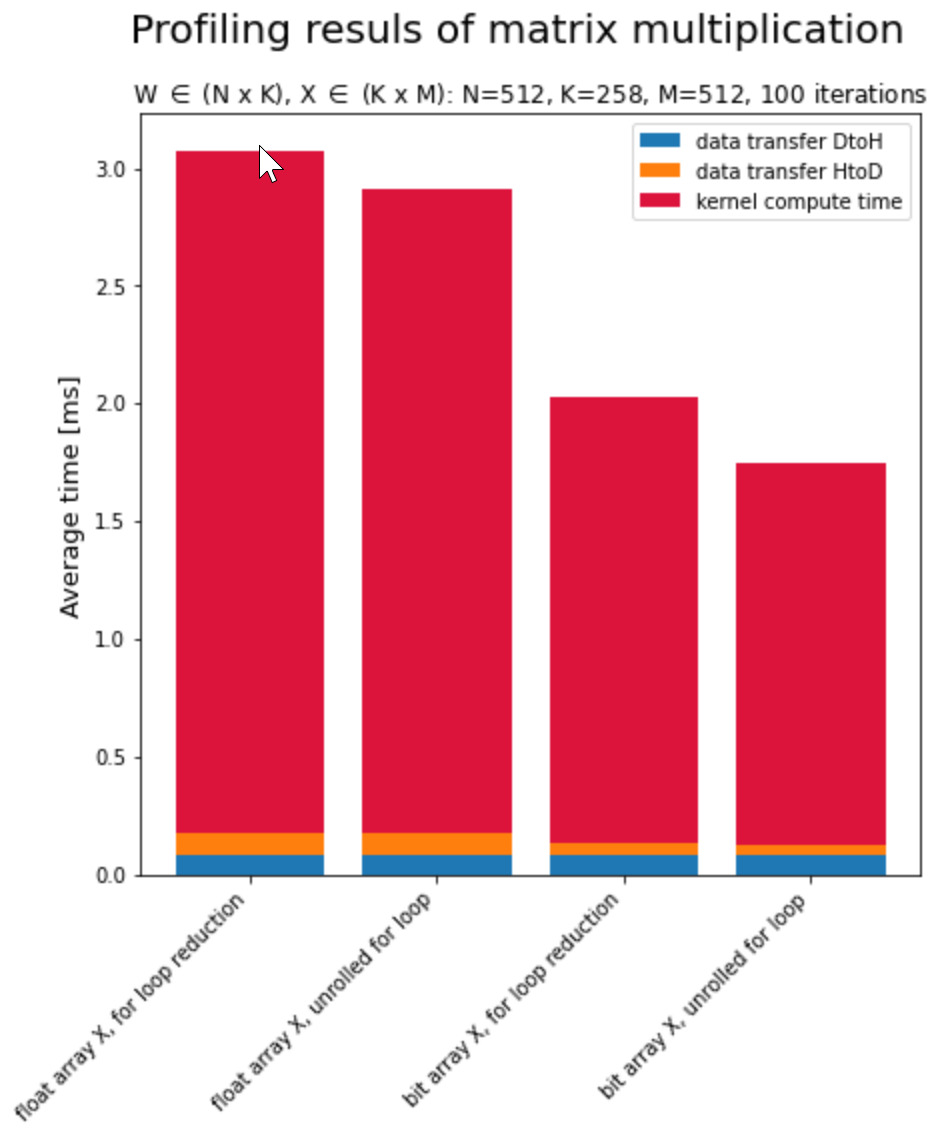 Profiling resuls of matrix multiplication
W ∈ (N x K), X ∈ (K x M): N=512, K=258, M=512, 100 iterations
data transfer DtoH
data transfer HtoD
kernel compute time
Average time [ms]
3.0
2.5
2.0
1.5
1.0
0.5
0.0
float array X, for loop reduction
float array X, unrolled for loop
bit array X, for loop reduction
bit array X, unrolled for loop